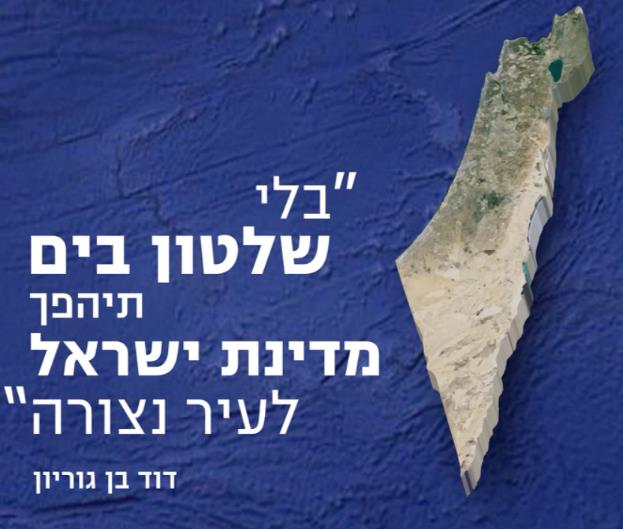 "בלי
שלטון בים
תיהפך
מדינת ישראל
לעיר נצורה"
דוד בן גוריון